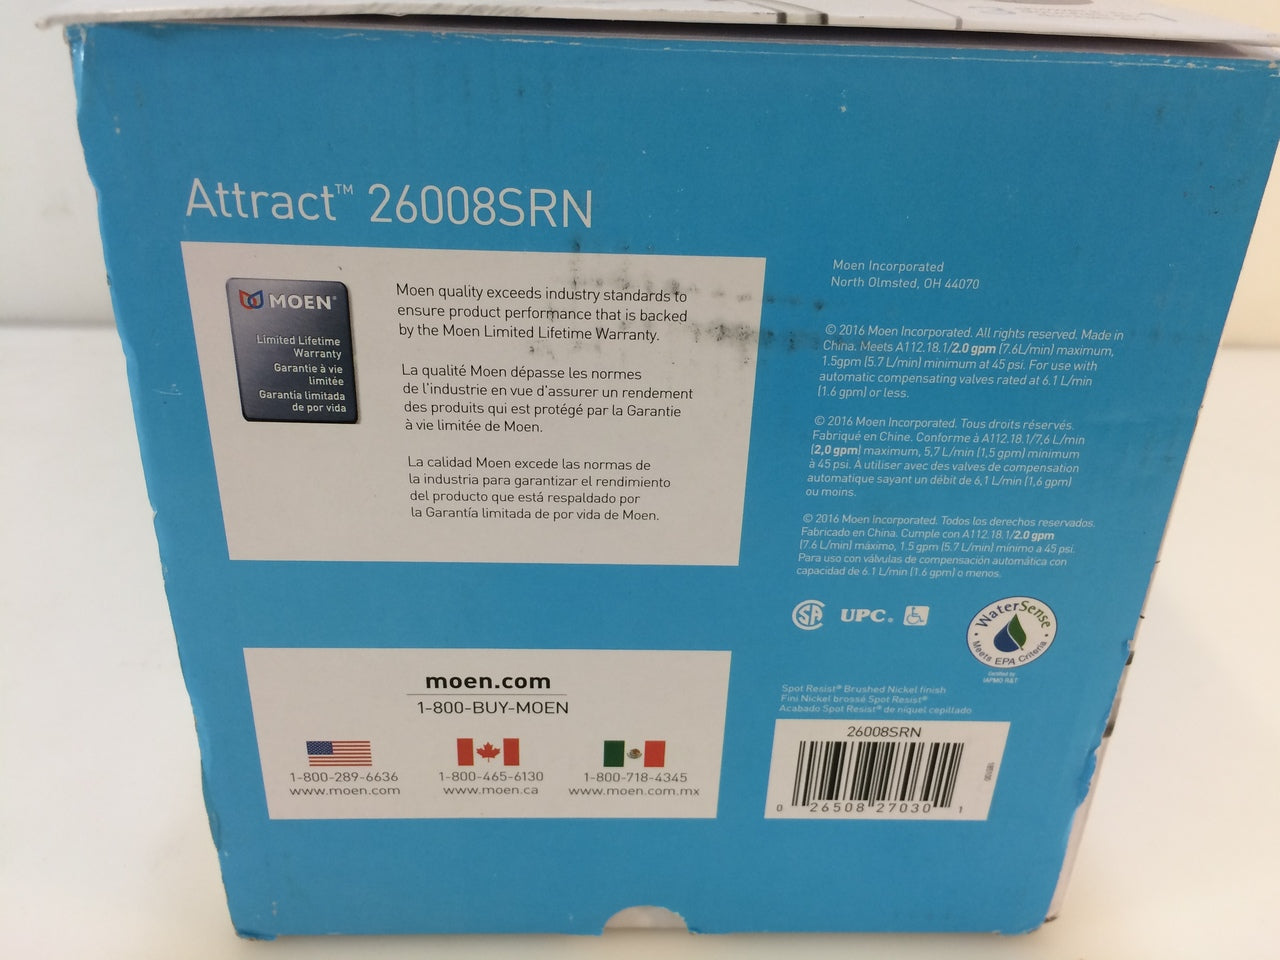 Attract™ 26008SRN
MOEN®
Limited Lifetime
Warranty
Garantie à vie
limitée
Garantía limitada
de por vida
Moen quality exceeds industry standards to
ensure product performance that is backed
by the Moen Limited Lifetime Warranty.
La qualité Moen dépasse les normes
de l'industrie en vue d'assurer un rendement
des produits qui est protégé par la Garantie
à vie limitée de Moen.
La calidad Moen excede las normas de
la industria para garantizar el rendimiento
del producto que está respaldado por
la Garantía limitada de por vida de Moen.
Moen Incorporated
North Olmsted, OH 44070
© 2016 Moen Incorporated. All rights reserved. Made in
China. Meets A112.18.1/2.0 gpm (7.6L/min) maximum,
1.5gpm (5.7 L/min) minimum at 45 psi. For use with
automatic compensating valves rated at 6.1 L/min
(1.6 gpm) or less.
© 2016 Moen Incorporated. Tous droits réservés.
Fabriqué en Chine. Conforme à A112.18.1/7,6 L/min
(2,0 gpm) maximum, 5,7 L/min (1,5 gpm) minimum
à 45 psi. À utiliser avec des valves de compensation
automatique sayant un débit de 6,1 L/min (1,6 gpm)
ou moins.
© 2016 Moen Incorporated. Todos los derechos reservados.
Fabricado en China. Cumple con A112.18.1/2.0 gpm
(7.6 L/min) máximo, 1.5 gpm (5.7 L/min) mínimo a 45 psi.
Para uso con válvulas de compensación automática con
capacidad de 6.1 L/min (1.6 gpm) o menos.
SA UPC®
WaterSense
Meets EPA Criteria
Certified by
IAPMO R&T
moen.com
1-800-BUY-MOEN
1-800-289-6636
www.moen.com
1-800-465-6130
www.moen.ca
1-800-718-4345
www.moen.com.mx
Spot Resist® Brushed Nickel finish
Fini Nickel brossé Spot Resist®
Acabado Spot Resist® de níquel cepillado
26008SRN
0 26508 27030 1